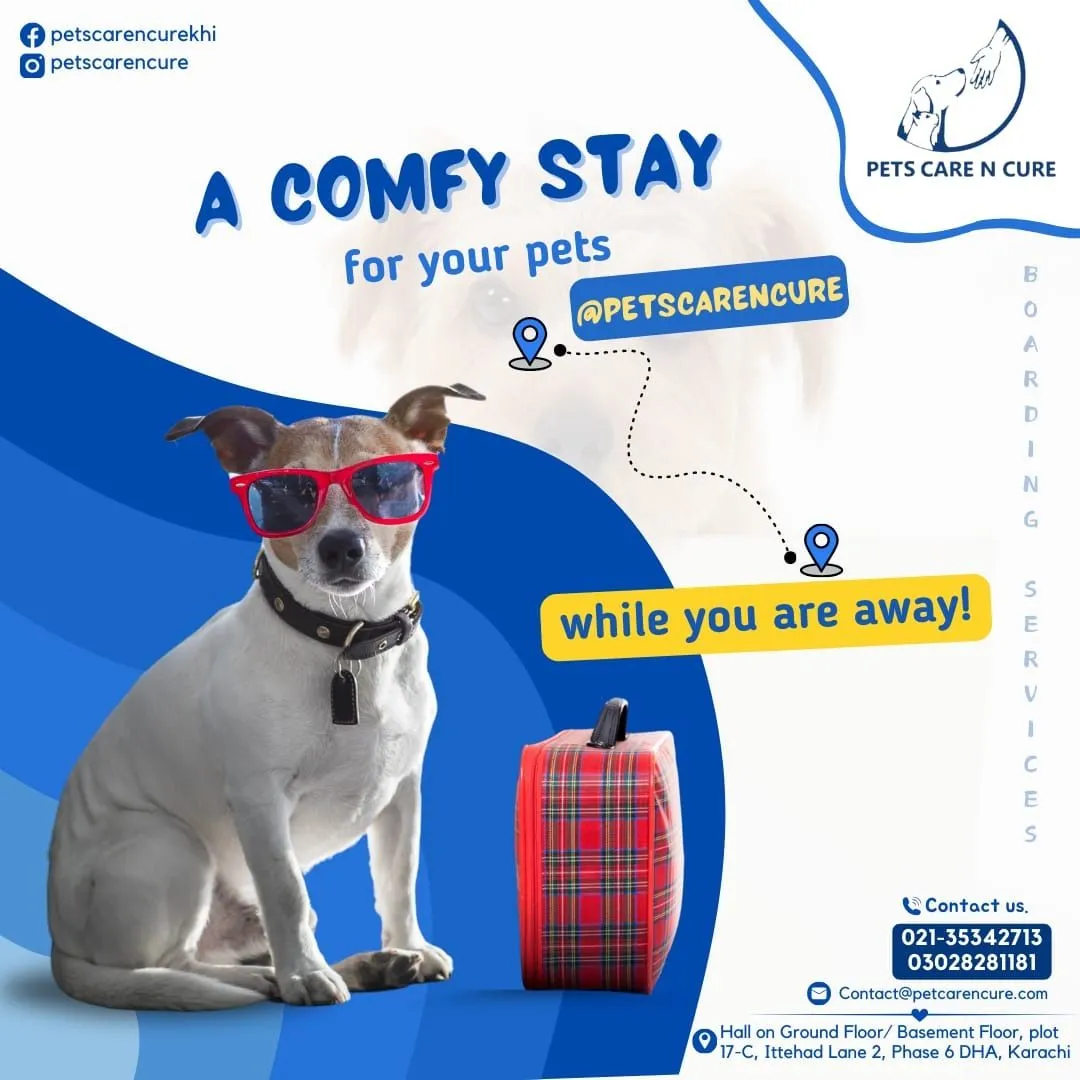 petscarencurekhi
petscarencure
PETS CARE N CURE
A COMFY STAY
for your pets
@PETSCARENCURE
while you are away!
BOARDING SERVICES
Contact us.
021-35342713
03028281181
Contact@petcarencure.com
Hall on Ground Floor/ Basement Floor, plot
17-C, Ittehad Lane 2, Phase 6 DHA, Karachi